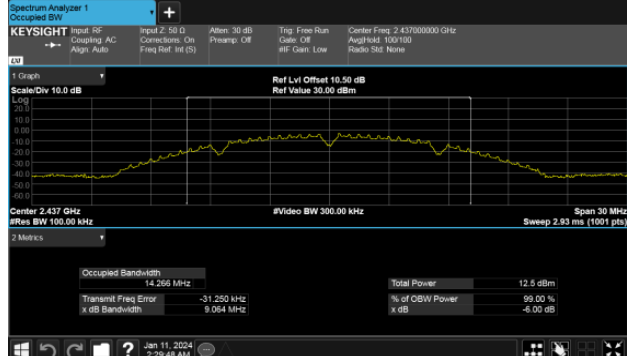 Spectrum Analyzer 1
Occupied BW
+
KEYSIGHT Input: RF Input Z: 50 Ω Atten: 30 dB Trig: Free Run Center Freq: 2.437000000 GHz
Coupling: AC Corrections: On Preamp: Off Gate: Off Avg|Hold: 100/100
Align: Auto Freq Ref: Int (S) #IF Gain: Low Radio Std: None
LXI
1 Graph Ref Lvl Offset 10.50 dB
Scale/Div 10.0 dB Ref Value 30.00 dBm
Log
20.0
10.0
0.00
-10.0
-20.0
-30.0
-40.0
-50.0
-60.0
Center 2.437 GHz #Video BW 300.00 kHz Span 30 MHz
#Res BW 100.00 kHz Sweep 2.93 ms (1001 pts)
2 Metrics
Occupied Bandwidth
14.266 MHz Total Power 12.5 dBm
Transmit Freq Error -31.250 kHz % of OBW Power 99.00 %
x dB Bandwidth 9.064 MHz x dB -6.00 dB
? Jan 11, 2024
2:29:48 AM